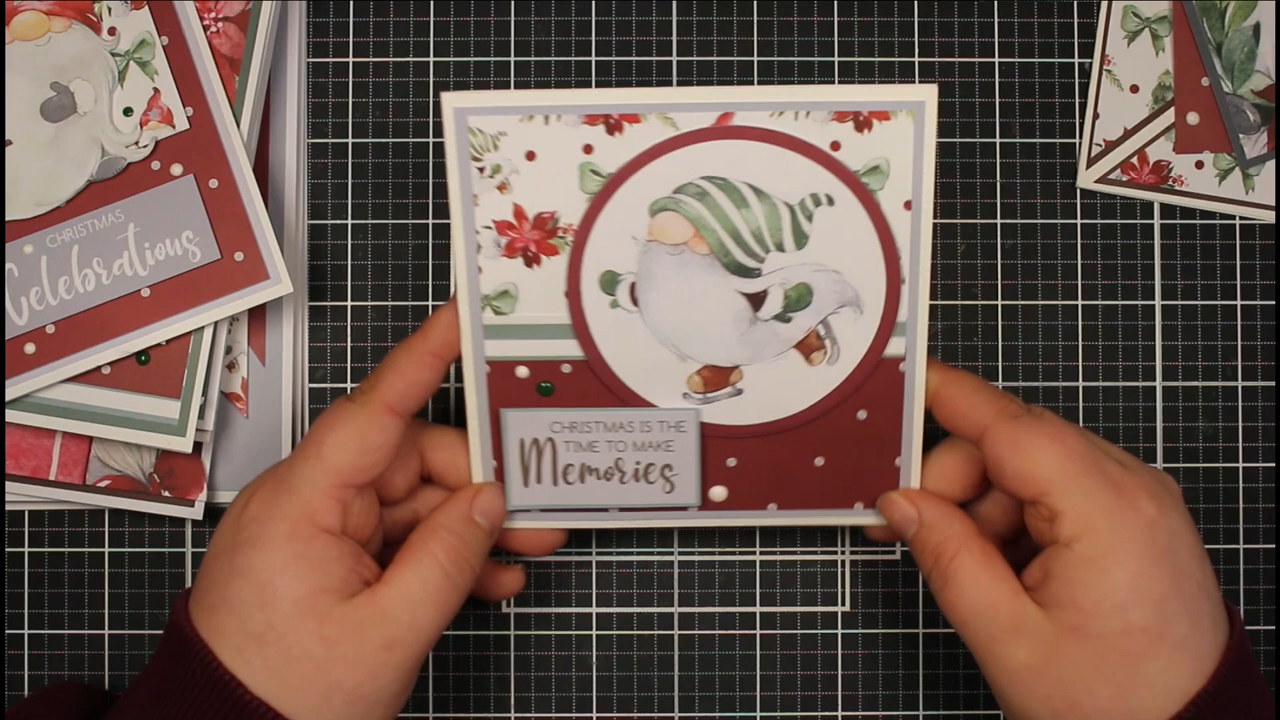 CHRISTMAS
Celebrations
CHRISTMAS IS THE
TIME TO MAKE
Memories